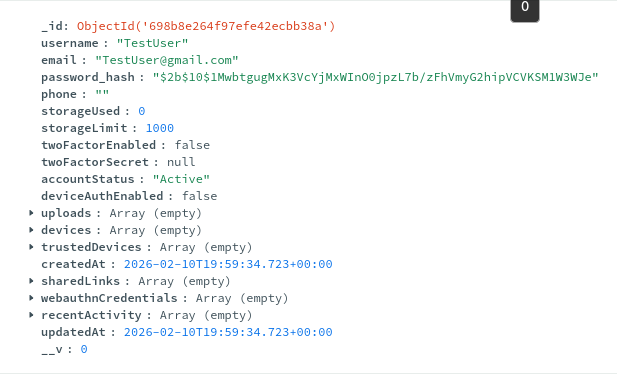 0
_id: ObjectId('698b8e264f97efe42ecbb38a')
username : "TestUser"
email : "TestUser@gmail.com"
password_hash : "$2b$10$1MwbtgugMxK3VcYjMxWInO0jpzL7b/zFhVmyG2hipVCVKSM1W3WJe"
phone : ""
storageUsed : 0
storageLimit : 1000
twoFactorEnabled : false
twoFactorSecret : null
accountStatus : "Active"
deviceAuthEnabled : false
uploads : Array (empty)
devices : Array (empty)
trustedDevices : Array (empty)
createdAt : 2026-02-10T19:59:34.723+00:00
sharedLinks : Array (empty)
webauthnCredentials : Array (empty)
recentActivity : Array (empty)
updatedAt : 2026-02-10T19:59:34.723+00:00
__v : 0